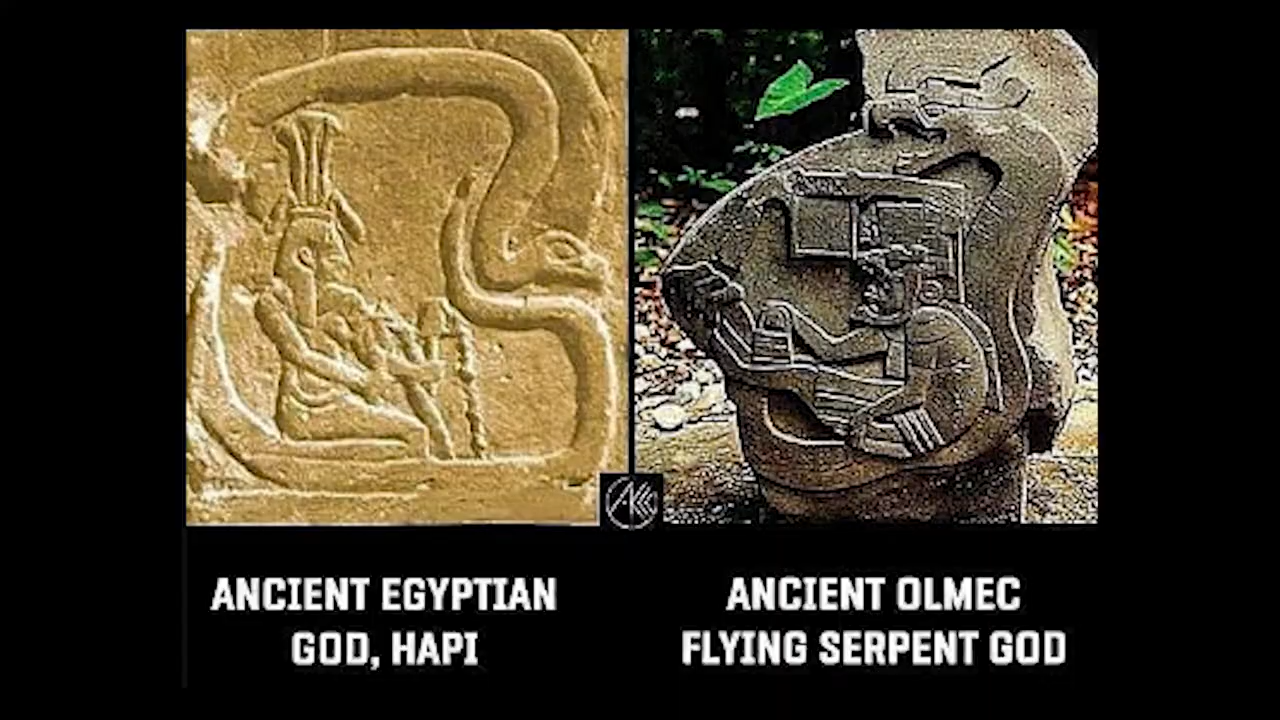 ANCIENT EGYPTIAN
GOD, HAPI
ANCIENT OLMEC
FLYING SERPENT GOD